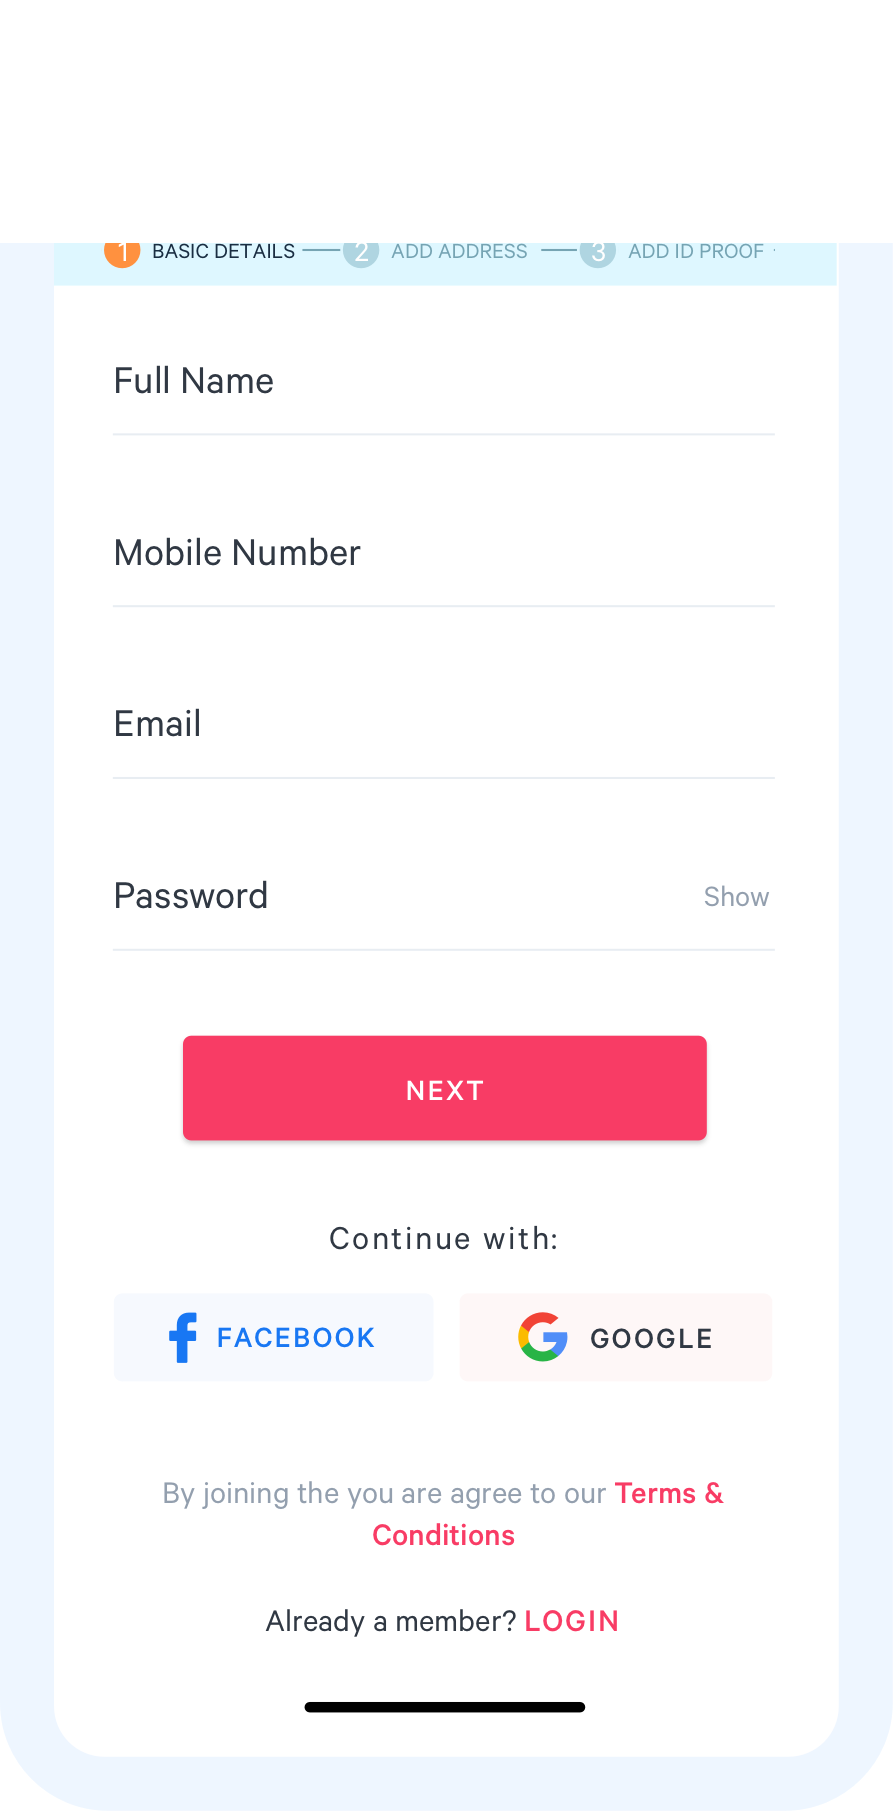 1 BASIC DETAILS 2 ADD ADDRESS 3 ADD ID PROOF
Full Name
Mobile Number
Email
Password Show
NEXT
Continue with:
FACEBOOK GOOGLE
By joining the you are agree to our Terms &
Conditions
Already a member? LOGIN